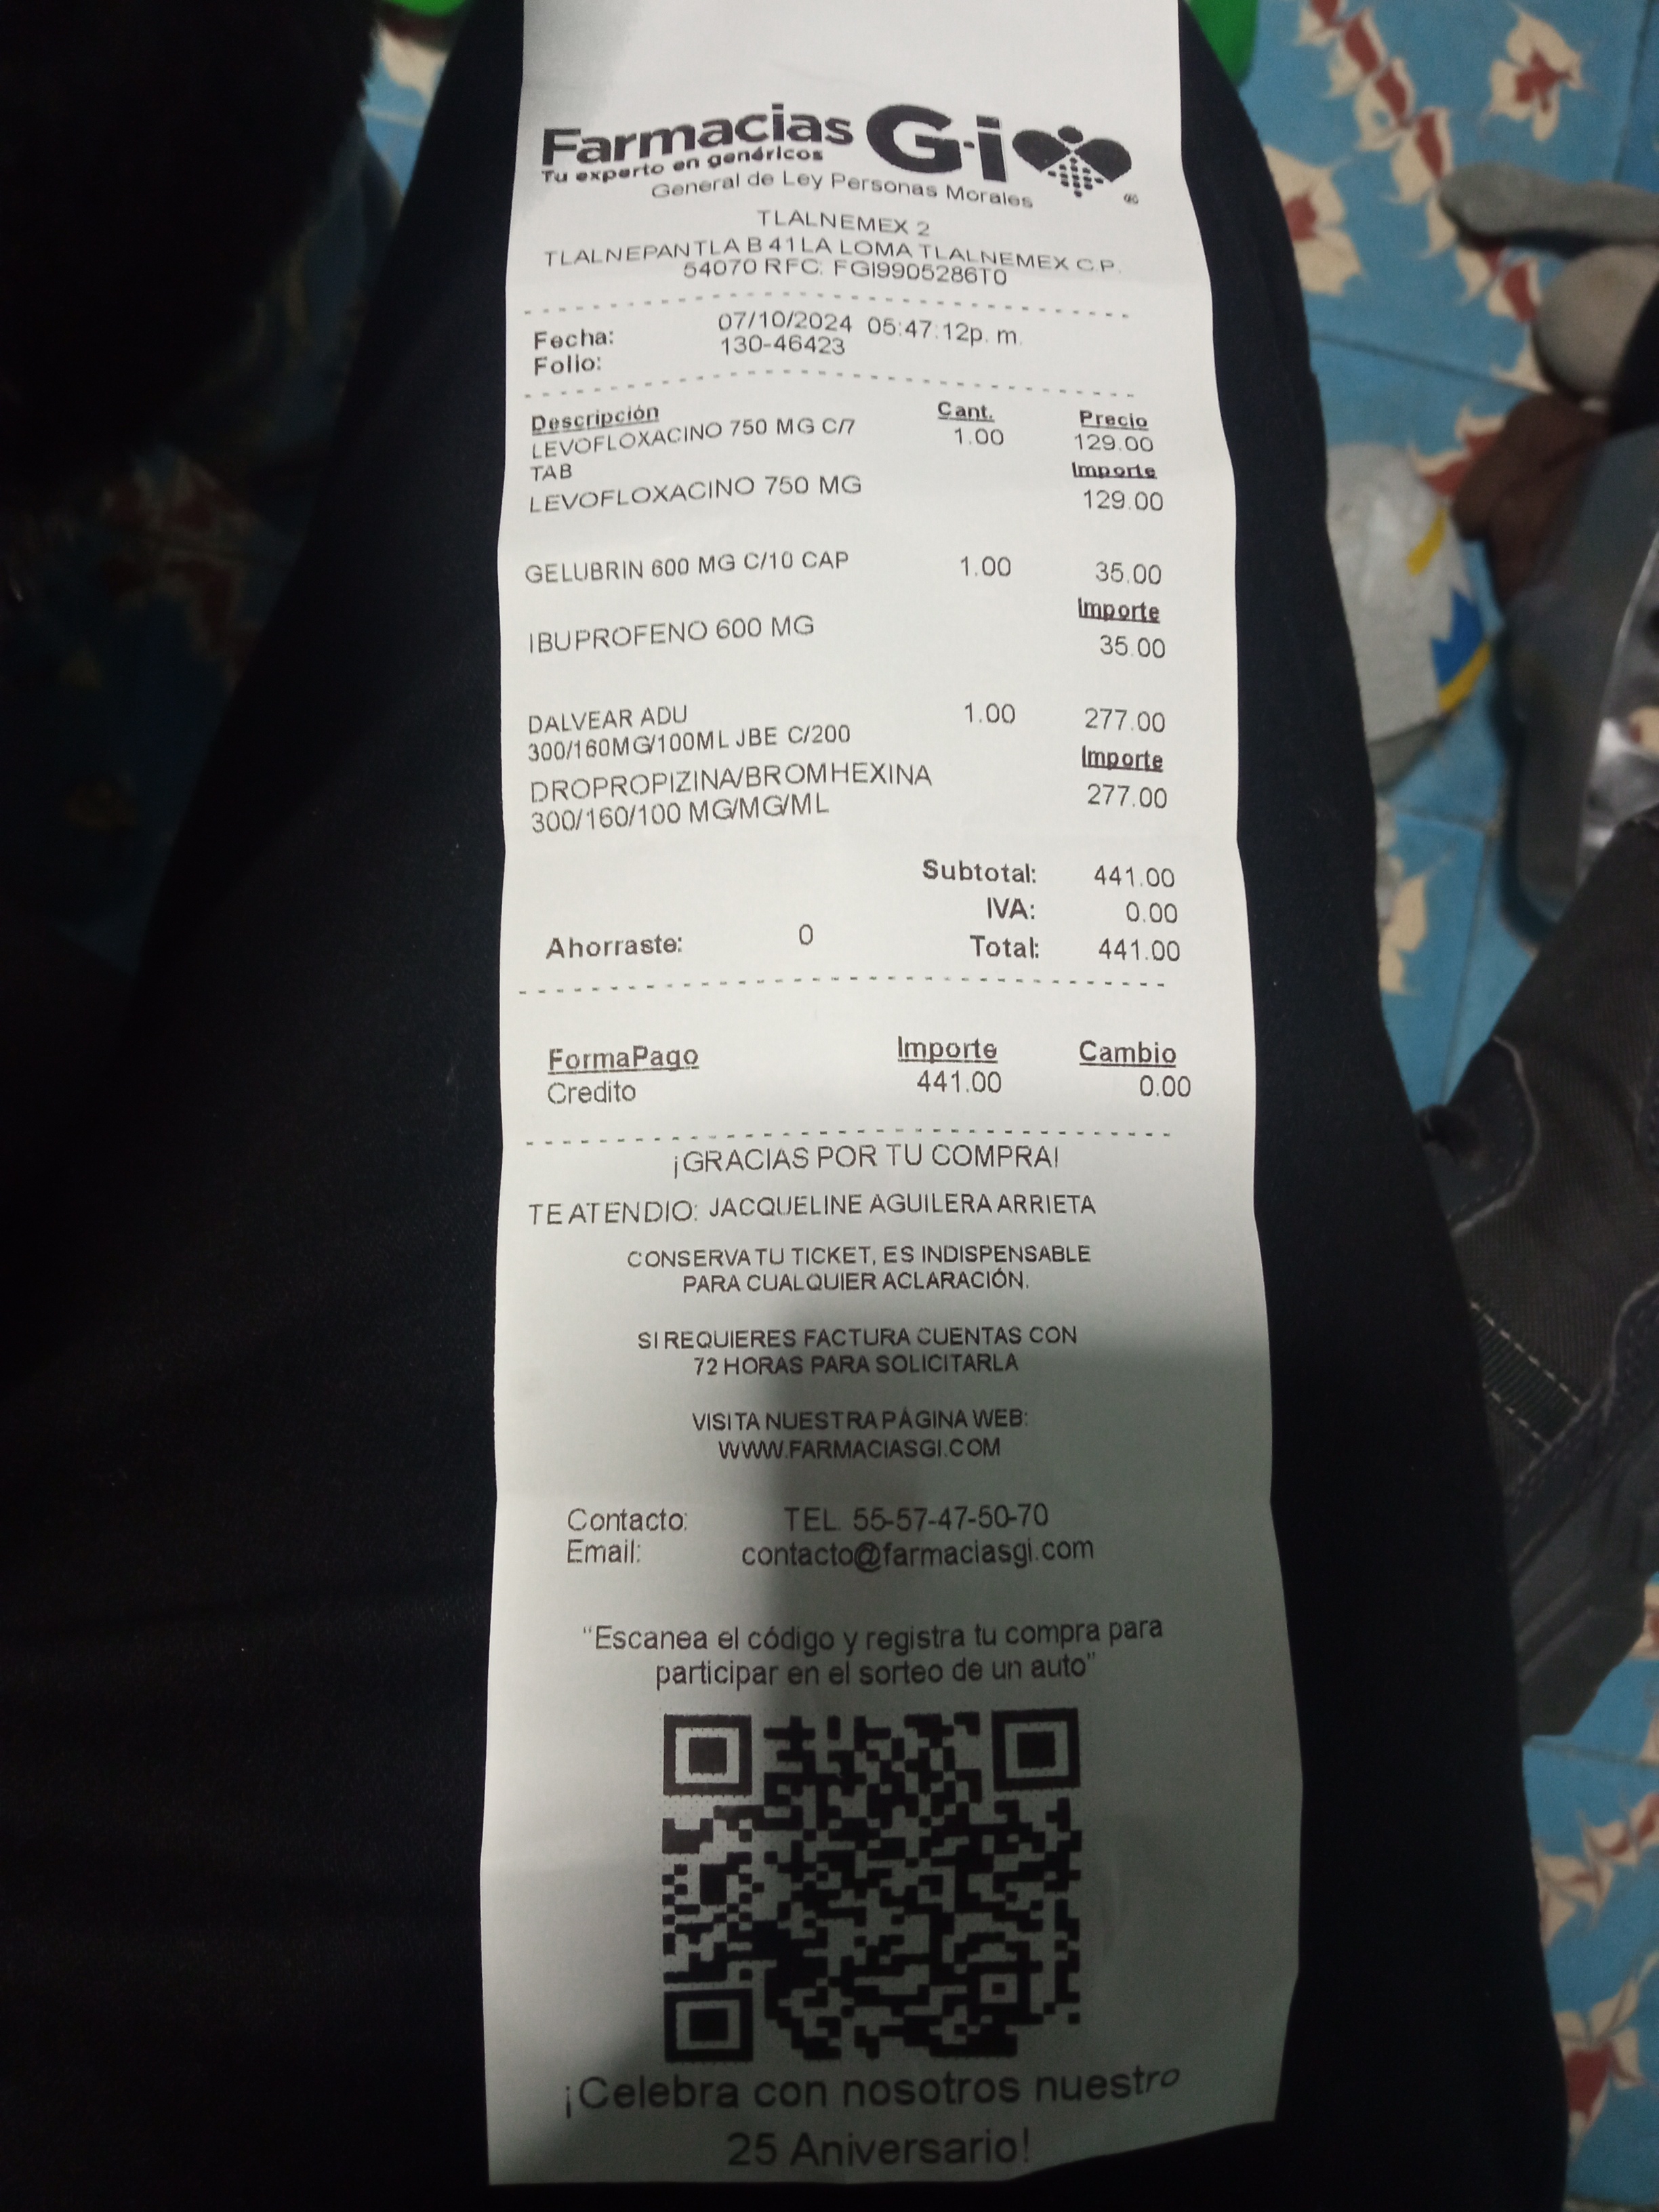 Farmacias G·i
Tu experto en genéricos
General de Ley Personas Morales
TLALNEMEX 2
TLALNEPANTLA B 41 LA LOMA TLALNEMEX C.P.
54070 RFC: FGI9905286T0
Fecha: 07/10/2024 05:47:12p. m.
Folio: 130-46423
Descripción Cant. Precio
LEVOFLOXACINO 750 MG C/7 1.00 129.00
TAB Importe
LEVOFLOXACINO 750 MG 129.00
GELUBRIN 600 MG C/10 CAP 1.00 35.00
Importe
IBUPROFENO 600 MG 35.00
DALVEAR ADU 1.00 277.00
300/160MG/100ML JBE C/200 Importe
DROPROPIZINA/BROMHEXINA 277.00
300/160/100 MG/MG/ML
Subtotal: 441.00
IVA: 0.00
Ahorraste: 0 Total: 441.00
FormaPago Importe Cambio
Credito 441.00 0.00
¡GRACIAS POR TU COMPRA!
TE ATENDIO: JACQUELINE AGUILERA ARRIETA
CONSERVA TU TICKET, ES INDISPENSABLE
PARA CUALQUIER ACLARACIÓN.
SI REQUIERES FACTURA CUENTAS CON
72 HORAS PARA SOLICITARLA
VISITA NUESTRA PÁGINA WEB:
WWW.FARMACIASGI.COM
Contacto: TEL. 55-57-47-50-70
Email: contacto@farmaciasgi.com
"Escanea el código y registra tu compra para
participar en el sorteo de un auto"
¡Celebra con nosotros nuestro
25 Aniversario!